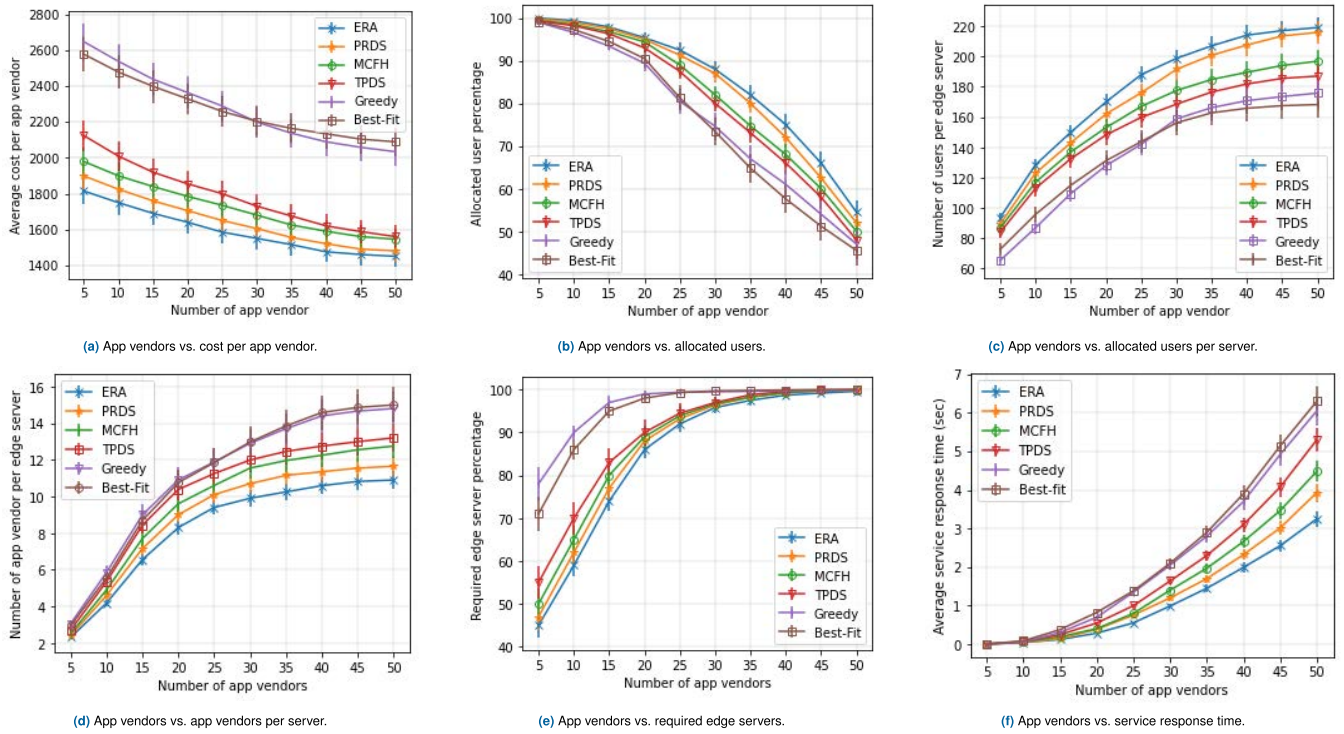 2800
2600
2400
2200
2000
1800
1600
1400
5 10 15 20 25 30 35 40 45 50
Average cost per app vendor
Number of app vendor
ERA
PRDS
MCFH
TPDS
Greedy
Best-Fit
(a) App vendors vs. cost per app vendor.
100
90
80
70
60
50
40
5 10 15 20 25 30 35 40 45 50
Allocated user percentage
Number of app vendor
ERA
PRDS
MCFH
TPDS
Greedy
Best-Fit
(b) App vendors vs. allocated users.
220
200
180
160
140
120
100
80
60
5 10 15 20 25 30 35 40 45 50
Number of users per edge server
Number of app vendor
ERA
PRDS
MCFH
TPDS
Greedy
Best-Fit
(c) App vendors vs. allocated users per server.
16
14
12
10
8
6
4
2
5 10 15 20 25 30 35 40 45 50
Number of app vendor per edge server
Number of app vendors
ERA
PRDS
MCFH
TPDS
Greedy
Best-Fit
(d) App vendors vs. app vendors per server.
100
90
80
70
60
50
40
5 10 15 20 25 30 35 40 45 50
Required edge server percentage
Number of app vendors
ERA
PRDS
MCFH
TPDS
Greedy
Best-Fit
(e) App vendors vs. required edge servers.
7
6
5
4
3
2
1
0
5 10 15 20 25 30 35 40 45 50
Average service response time (sec)
Number of app vendors
ERA
PRDS
MCFH
TPDS
Greedy
Best-fit
(f) App vendors vs. service response time.